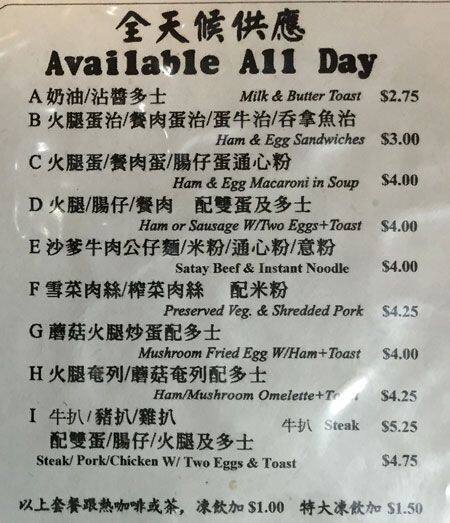 全天候供應
Available All Day
A 奶油/沾醬多士 Milk & Butter Toast $2.75
B 火腿蛋治/餐肉蛋治/蛋牛治/吞拿魚治
Ham & Egg Sandwiches $3.00
C 火腿蛋/餐肉蛋/腸仔蛋通心粉
Ham & Egg Macaroni in Soup $4.00
D 火腿/腸仔/餐肉 配雙蛋及多士
Ham or Sausage W/Two Eggs+Toast $4.00
E 沙爹牛肉公仔麵/米粉/通心粉/意粉
Satay Beef & Instant Noodle $4.00
F 雪菜肉絲/榨菜肉絲 配米粉
Preserved Veg. & Shredded Pork $4.25
G 蘑菇火腿炒蛋配多士
Mushroom Fried Egg W/Ham+Toast $4.00
H 火腿奄列/蘑菇奄列配多士
Ham/Mushroom Omelette+Toast $4.25
I 牛扒/豬扒/雞扒 牛扒 Steak $5.25
配雙蛋/腸仔/火腿及多士
Steak/ Pork/Chicken W/ Two Eggs & Toast $4.75
以上套餐跟熱咖啡或茶，凍飲加 $1.00 特大凍飲加 $1.50